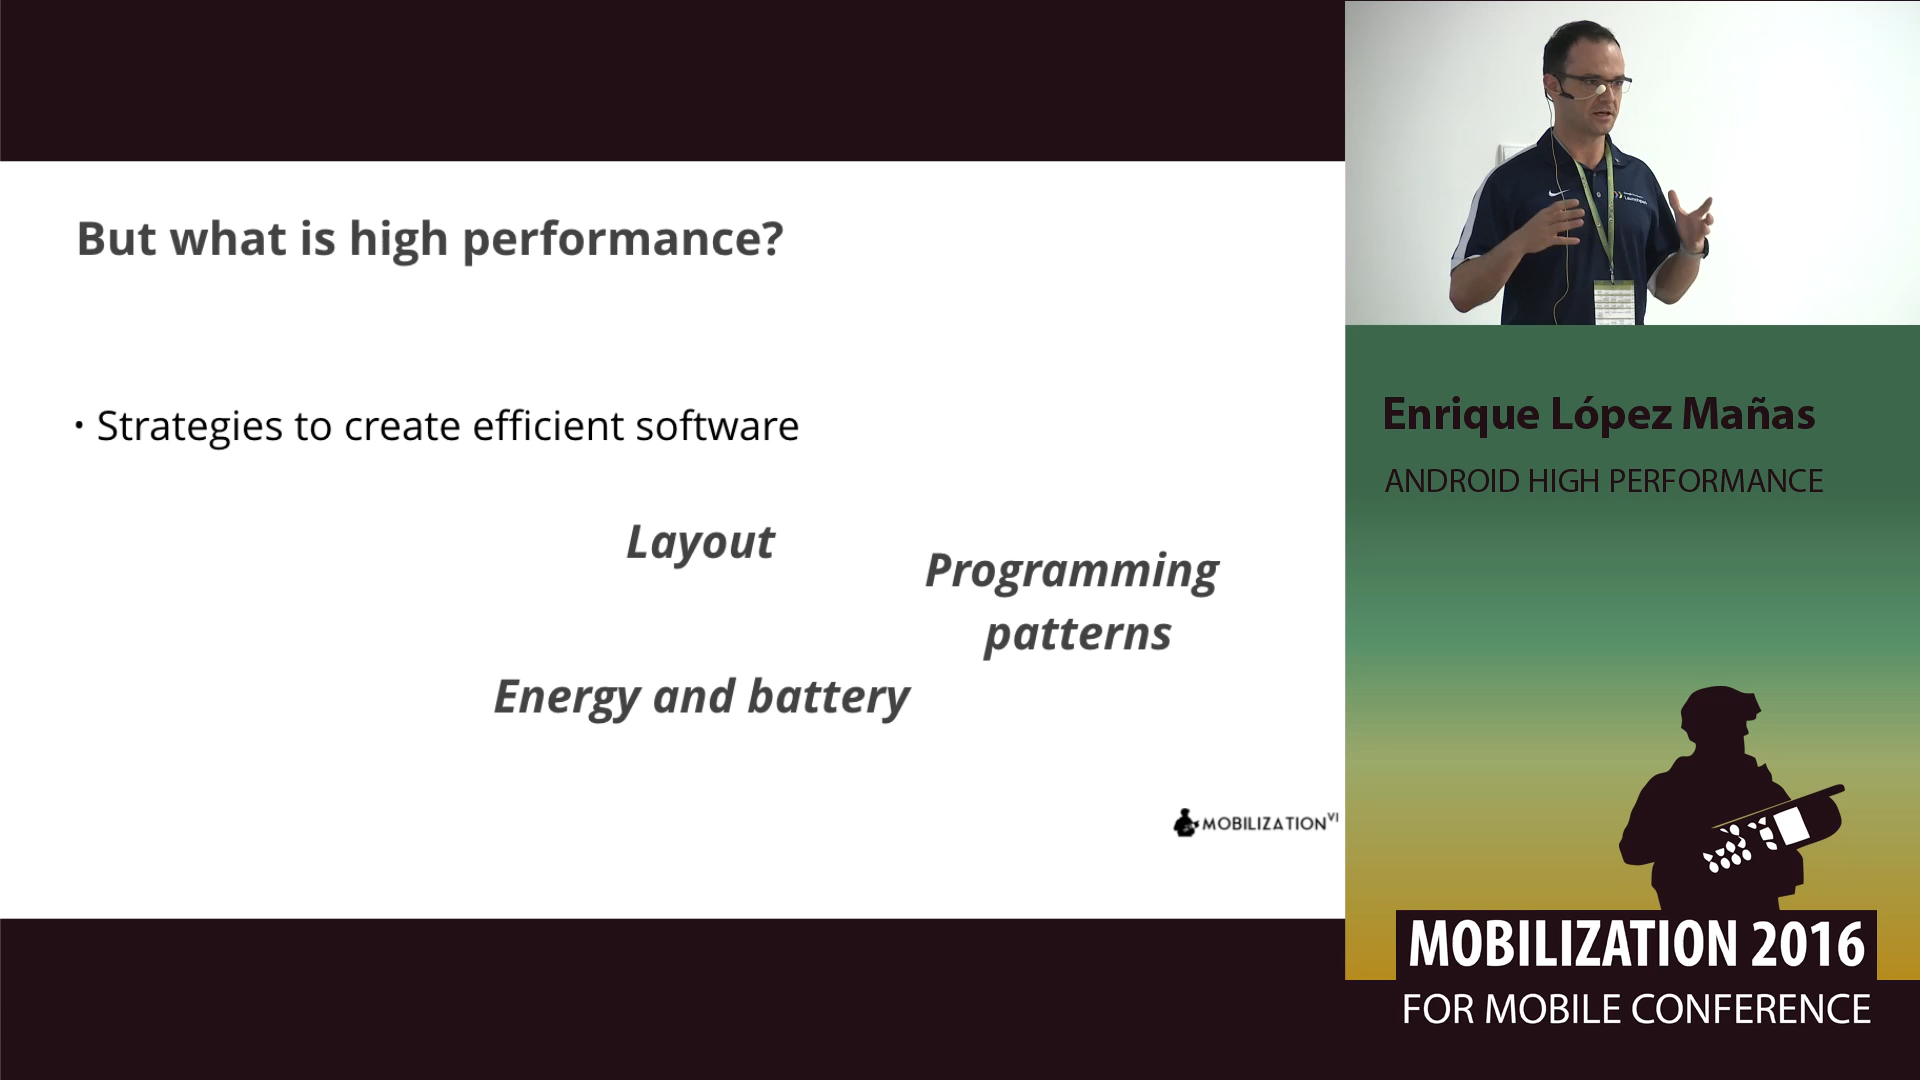 But what is high performance?
· Strategies to create efficient software
Layout
Programming
patterns
Energy and battery
MOBILIZATION VI
Enrique López Mañas
ANDROID HIGH PERFORMANCE
MOBILIZATION 2016
FOR MOBILE CONFERENCE